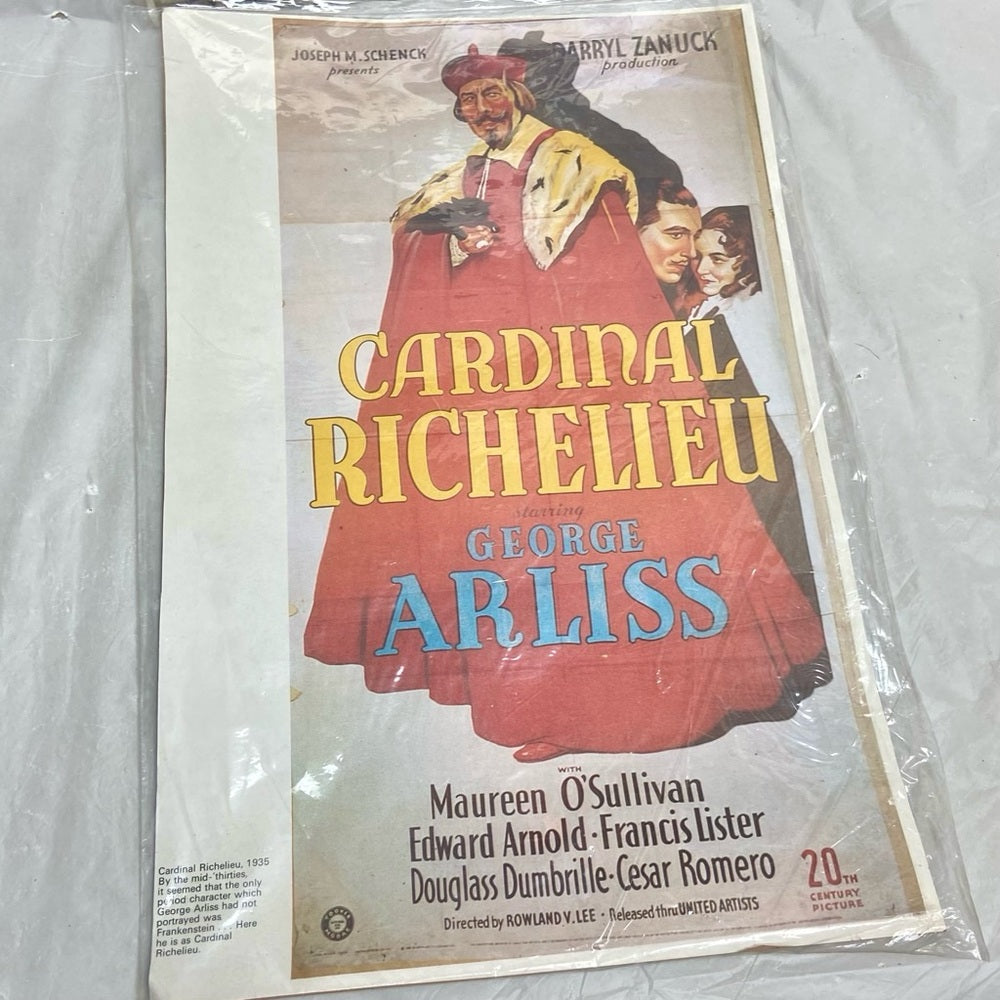 JOSEPH M. SCHENCK
presents
DARRYL ZANUCK
production
CARDINAL
RICHELIEU
starring
GEORGE
ARLISS
WITH
Maureen O'Sullivan
Edward Arnold · Francis Lister
Douglass Dumbrille · Cesar Romero
Directed by ROWLAND V. LEE · Released thru UNITED ARTISTS
20TH
CENTURY
PICTURE
Cardinal Richelieu, 1935
By the mid-'thirties,
it seemed that the only
period character which
George Arliss had not
portrayed was
Frankenstein . . . Here
he is as Cardinal
Richelieu.